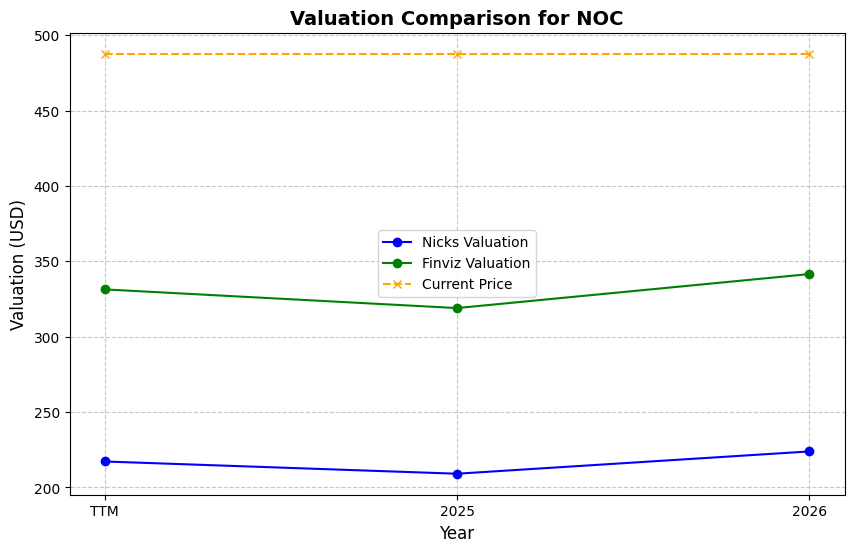 Valuation Comparison for NOC
Valuation (USD)
500
450
400
350
300
250
200
Nicks Valuation
Finviz Valuation
Current Price
TTM
2025
2026
Year